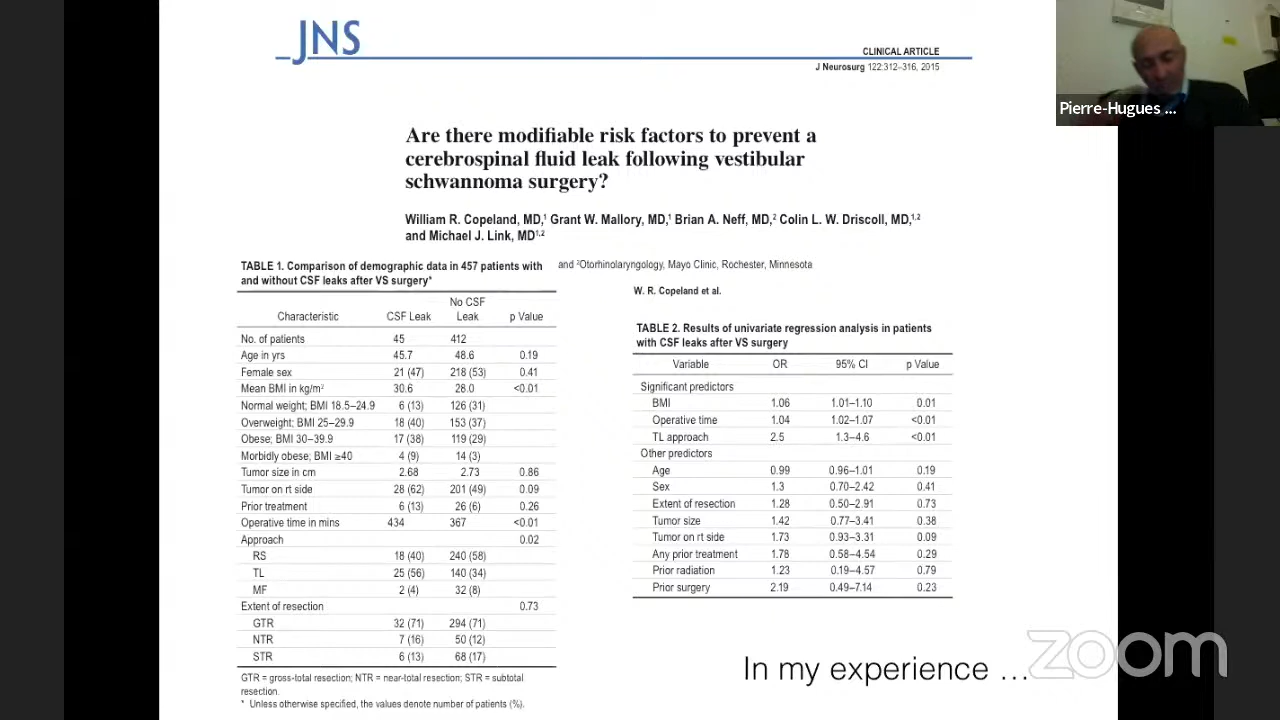 JNS
CLINICAL ARTICLE
J Neurosurg 122:312–316, 2015
Pierre-Hugues ...
Are there modifiable risk factors to prevent a
cerebrospinal fluid leak following vestibular
schwannoma surgery?
William R. Copeland, MD,¹ Grant W. Mallory, MD,¹ Brian A. Neff, MD,² Colin L. W. Driscoll, MD,¹,²
and Michael J. Link, MD¹,²
and ²Otorhinolaryngology, Mayo Clinic, Rochester, Minnesota
TABLE 1. Comparison of demographic data in 457 patients with
and without CSF leaks after VS surgery*
Characteristic CSF Leak No CSF Leak p Value
No. of patients 45 412
Age in yrs 45.7 48.6 0.19
Female sex 21 (47) 218 (53) 0.41
Mean BMI in kg/m² 30.6 28.0 <0.01
Normal weight; BMI 18.5–24.9 6 (13) 126 (31)
Overweight; BMI 25–29.9 18 (40) 153 (37)
Obese; BMI 30–39.9 17 (38) 119 (29)
Morbidly obese; BMI ≥40 4 (9) 14 (3)
Tumor size in cm 2.68 2.73 0.86
Tumor on rt side 28 (62) 201 (49) 0.09
Prior treatment 6 (13) 26 (6) 0.26
Operative time in mins 434 367 <0.01
Approach 0.02
RS 18 (40) 240 (58)
TL 25 (56) 140 (34)
MF 2 (4) 32 (8)
Extent of resection 0.73
GTR 32 (71) 294 (71)
NTR 7 (16) 50 (12)
STR 6 (13) 68 (17)
GTR = gross-total resection; NTR = near-total resection; STR = subtotal
resection.
* Unless otherwise specified, the values denote number of patients (%).
W. R. Copeland et al.
TABLE 2. Results of univariate regression analysis in patients
with CSF leaks after VS surgery
Variable OR 95% CI p Value
Significant predictors
BMI 1.06 1.01–1.10 0.01
Operative time 1.04 1.02–1.07 <0.01
TL approach 2.5 1.3–4.6 <0.01
Other predictors
Age 0.99 0.96–1.01 0.19
Sex 1.3 0.70–2.42 0.41
Extent of resection 1.28 0.50–2.91 0.73
Tumor size 1.42 0.77–3.41 0.38
Tumor on rt side 1.73 0.93–3.31 0.09
Any prior treatment 1.78 0.58–4.54 0.29
Prior radiation 1.23 0.19–4.57 0.79
Prior surgery 2.19 0.49–7.14 0.23
In my experience ...
zoom